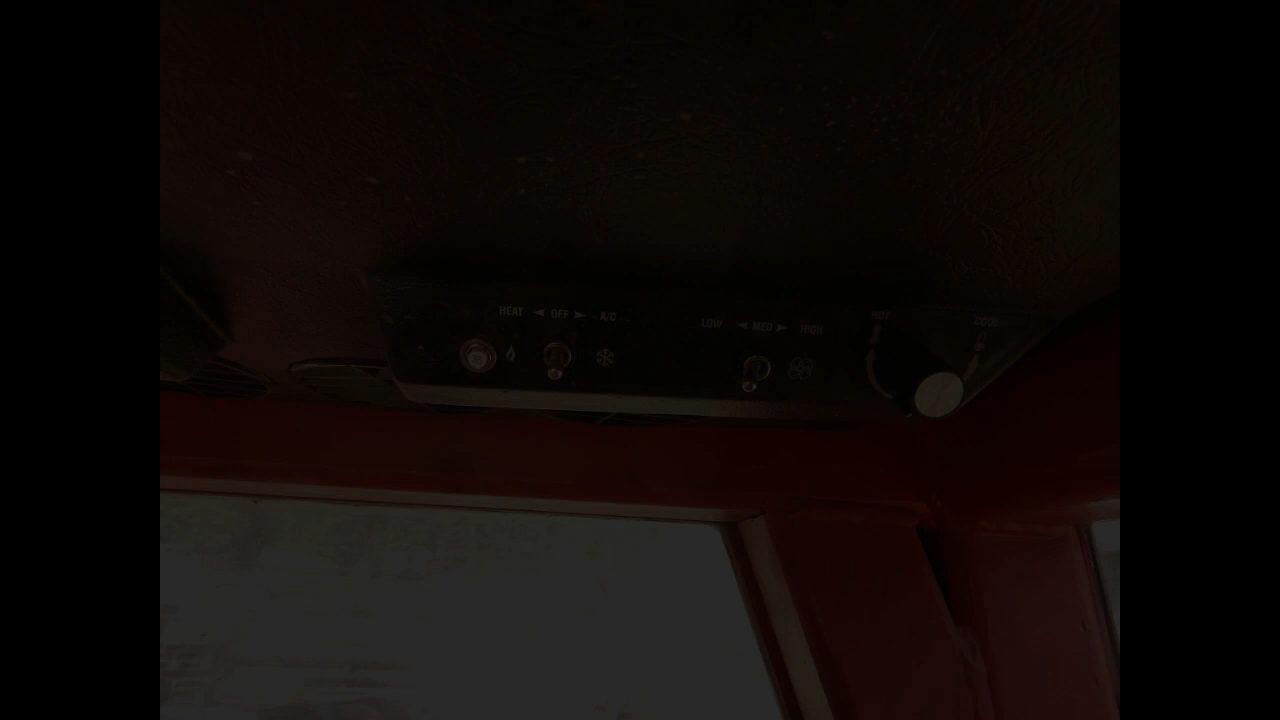 HEAT ◄ OFF ► A/C
LOW ◄ MED ► HIGH
HOT
COOL